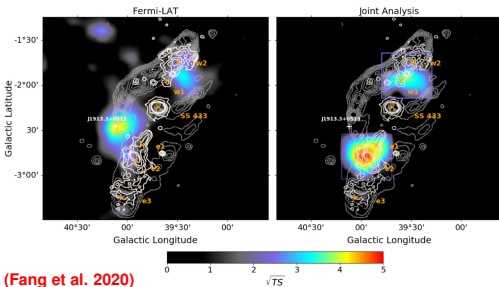 Fermi-LAT
Joint Analysis
-1°30'
w2
w2
w1
w1
-2°00'
J1913.3+0515
SS 433
J1913.3+0515
SS 433
30'
e1
e1
e2
e2
-3°00'
e3
e3
40°30' 00' 39°30' 00'
40°30' 00' 39°30' 00'
Galactic Latitude
Galactic Longitude
Galactic Longitude
0 1 2 3 4 5
√TS
(Fang et al. 2020)